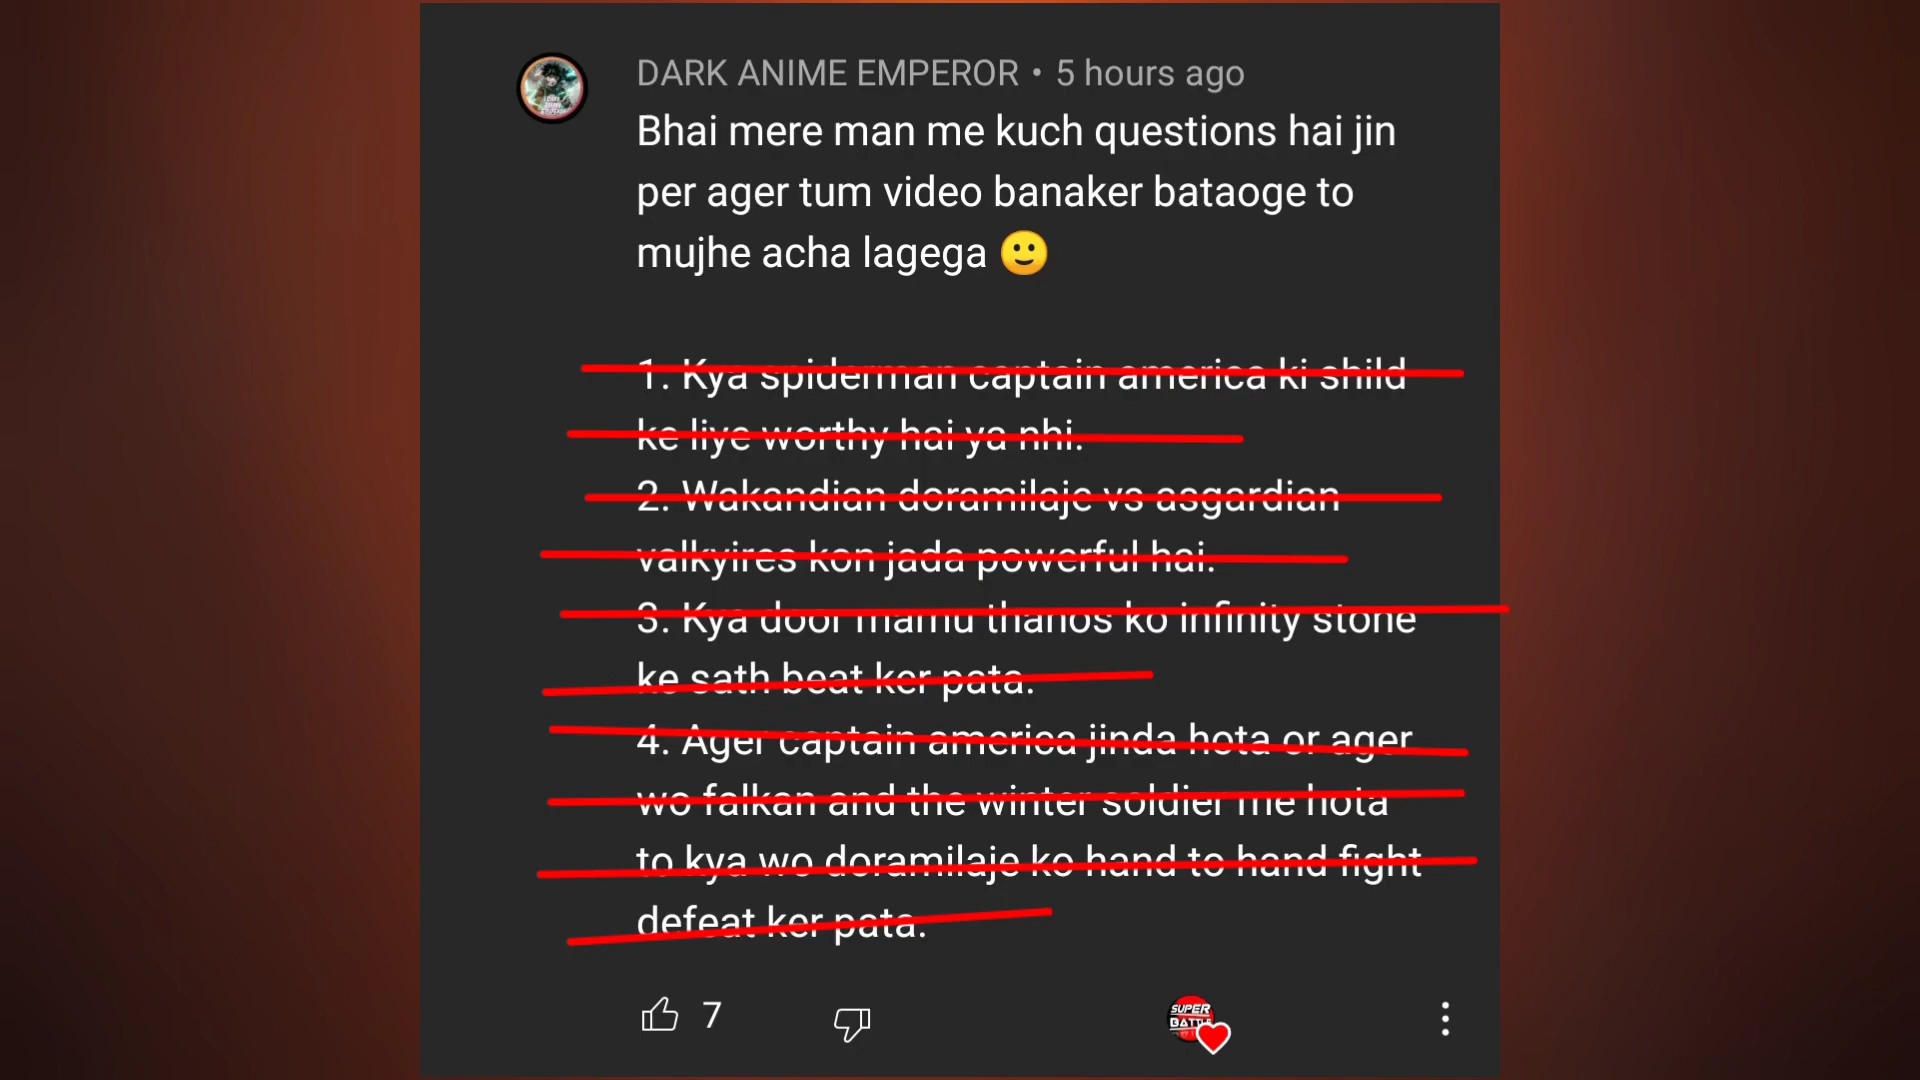 DARK ANIME EMPEROR • 5 hours ago
Bhai mere man me kuch questions hai jin
per ager tum video banaker bataoge to
mujhe acha lagega 🙂
1. Kya spiderman captain america ki shild
ke liye worthy hai ya nhi.
2. Wakandian doramilaje vs asgardian
valkyires kon jada powerful hai.
3. Kya door mamu thanos ko infinity stone
ke sath beat ker pata.
4. Ager captain america jinda hota or ager
wo falkan and the winter soldier me hota
to kya wo doramilaje ko hand to hand fight
defeat ker pata.
7
SUPER
BATTLE